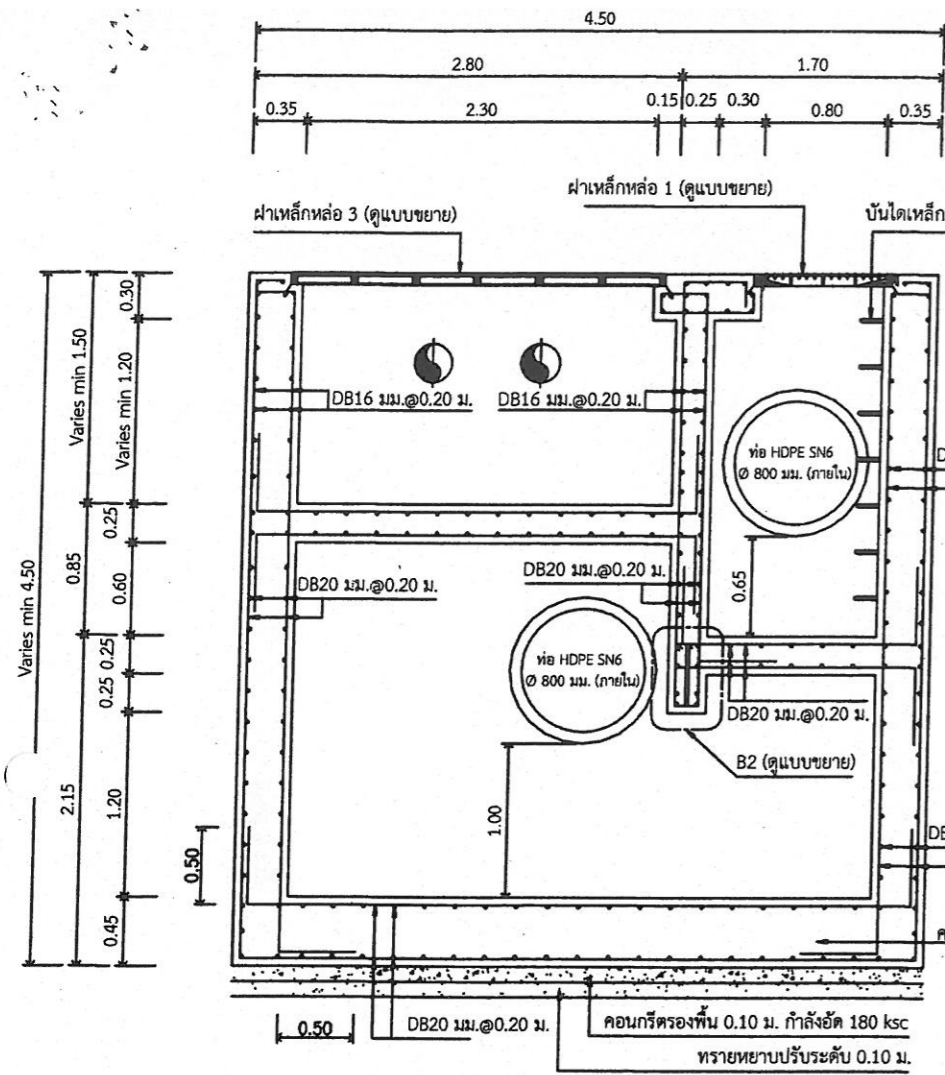 4.50
2.80 1.70
0.35 2.30 0.15 0.25 0.30 0.80 0.35
ฝาเหล็กหล่อ 1 (ดูแบบขยาย)
ฝาเหล็กหล่อ 3 (ดูแบบขยาย)
บันไดเหล็ก
Varies min 4.50
Varies min 1.50
0.85
2.15
0.30
Varies min 1.20
0.25
0.60
0.25
0.25
1.20
0.45
DB16 มม.@0.20 ม. DB16 มม.@0.20 ม.
ท่อ HDPE SN6
Ø 800 มม. (ภายใน)
D
0.65
DB20 มม.@0.20 ม.
DB20 มม.@0.20 ม.
ท่อ HDPE SN6
Ø 800 มม. (ภายใน)
DB20 มม.@0.20 ม.
B2 (ดูแบบขยาย)
1.00
0.50
DB
ค
0.50
DB20 มม.@0.20 ม.
คอนกรีตรองพื้น 0.10 ม. กำลังอัด 180 ksc
ทรายหยาบปรับระดับ 0.10 ม.